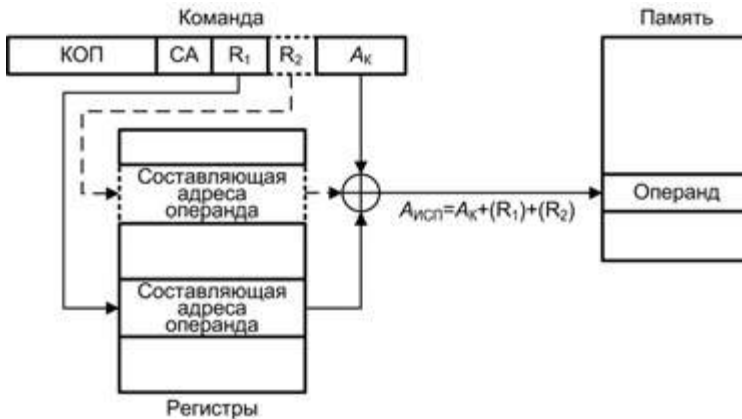 Команда
Память
КОП СА R₁ R₂ Aк
Составляющая
адреса
операнда
Операнд
Aисп=Aк+(R₁)+(R₂)
Составляющая
адреса
операнда
Регистры